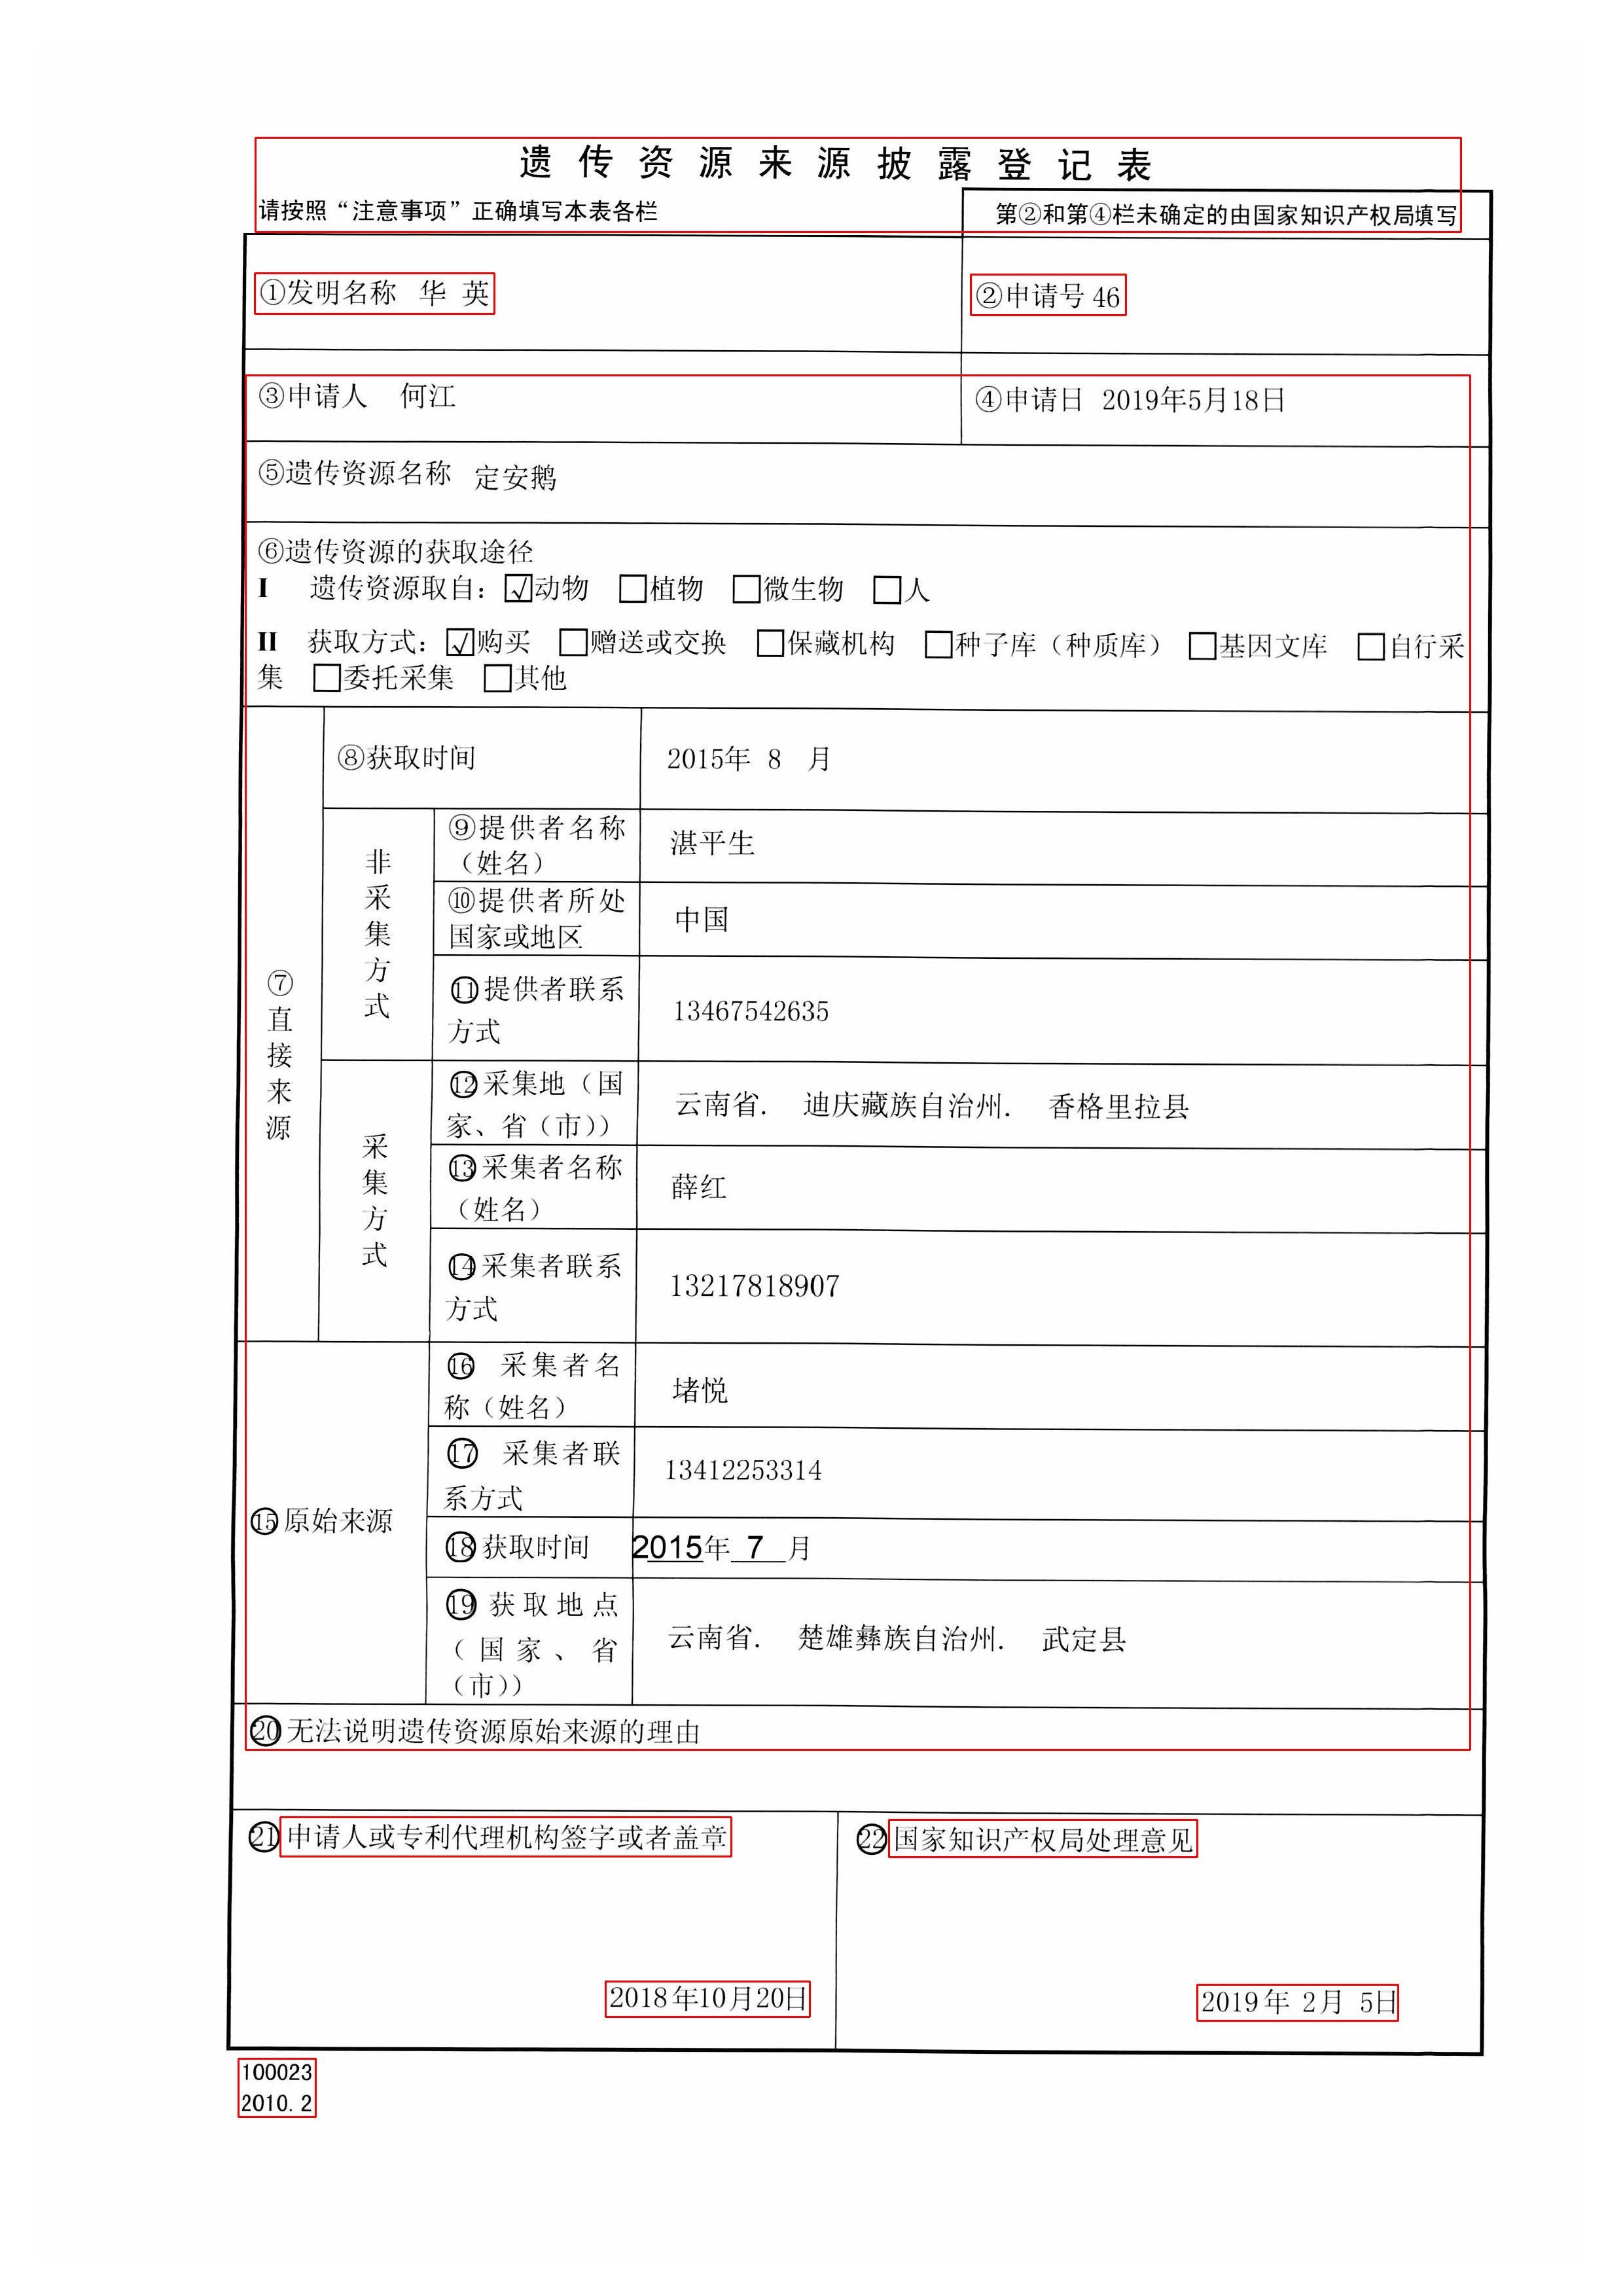 遗传资源来源披露登记表
请按照“注意事项”正确填写本表各栏
第②和第④栏未确定的由国家知识产权局填写
①发明名称 华 英
②申请号 46
③申请人 何江
④申请日 2019年5月18日
⑤遗传资源名称 定安鹅
⑥遗传资源的获取途径
I 遗传资源取自：☑动物 □植物 □微生物 □人
II 获取方式：☑购买 □赠送或交换 □保藏机构 □种子库（种质库） □基因文库 □自行采
集 □委托采集 □其他
⑦直接来源
⑧获取时间
2015年 8 月
非采集方式
⑨提供者名称
（姓名）
湛平生
⑩提供者所处
国家或地区
中国
⑪提供者联系
方式
13467542635
采集方式
⑫采集地（国
家、省（市））
云南省. 迪庆藏族自治州. 香格里拉县
⑬采集者名称
（姓名）
薛红
⑭采集者联系
方式
13217818907
⑮原始来源
⑯ 采集者名
称（姓名）
堵悦
⑰ 采集者联
系方式
13412253314
⑱获取时间
2015年 7 月
⑲获取地点
（国家、省
（市））
云南省. 楚雄彝族自治州. 武定县
⑳无法说明遗传资源原始来源的理由
㉑申请人或专利代理机构签字或者盖章
2018年10月20日
㉒国家知识产权局处理意见
2019年 2月 5日
100023
2010.2